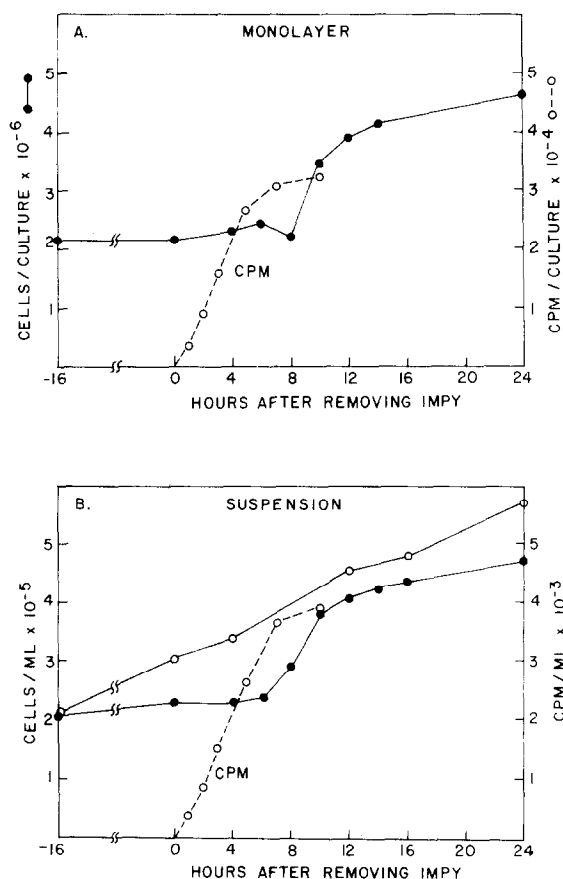 A. MONOLAYER
CELLS/CULTURE x 10-6
5
4
3
2
1
5
4
3
2
1
CPM/CULTURE x 10-4 o--o
CPM
-16 0 4 8 12 16 20 24
HOURS AFTER REMOVING IMPY
B. SUSPENSION
CELLS/ML x 10-5
5
4
3
2
1
5
4
3
2
1
CPM/ML x 10-3
CPM
-16 0 4 8 12 16 20 24
HOURS AFTER REMOVING IMPY